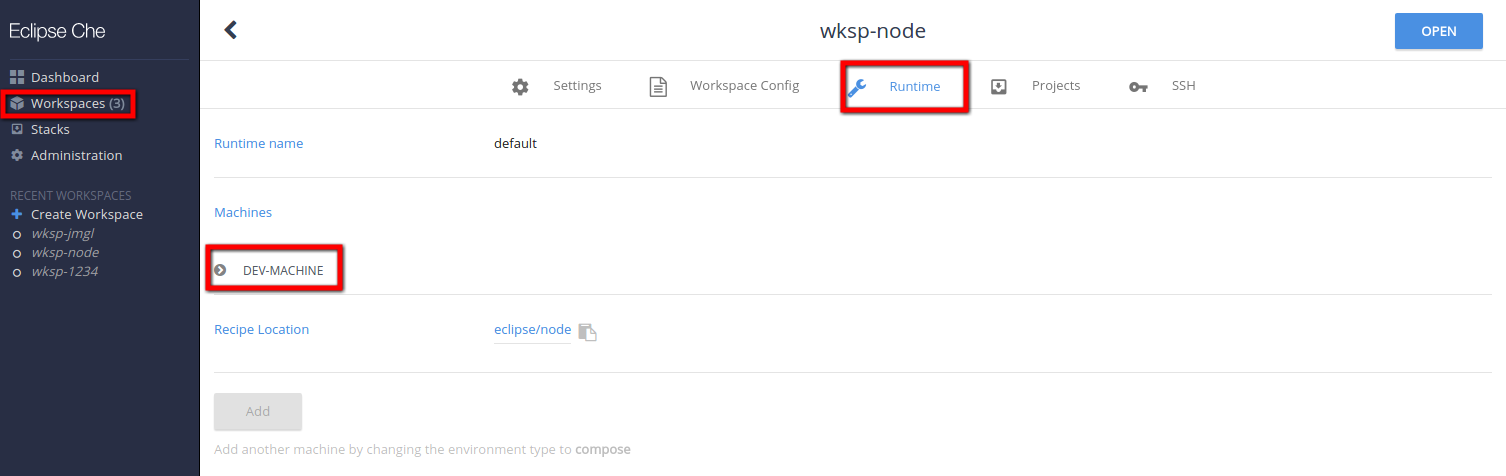 Eclipse Che
Dashboard
Workspaces (3)
Stacks
Administration
RECENT WORKSPACES
Create Workspace
wksp-jmgl
wksp-node
wksp-1234
wksp-node
OPEN
Settings Workspace Config Runtime Projects SSH
Runtime name default
Machines
DEV-MACHINE
Recipe Location eclipse/node
Add
Add another machine by changing the environment type to compose